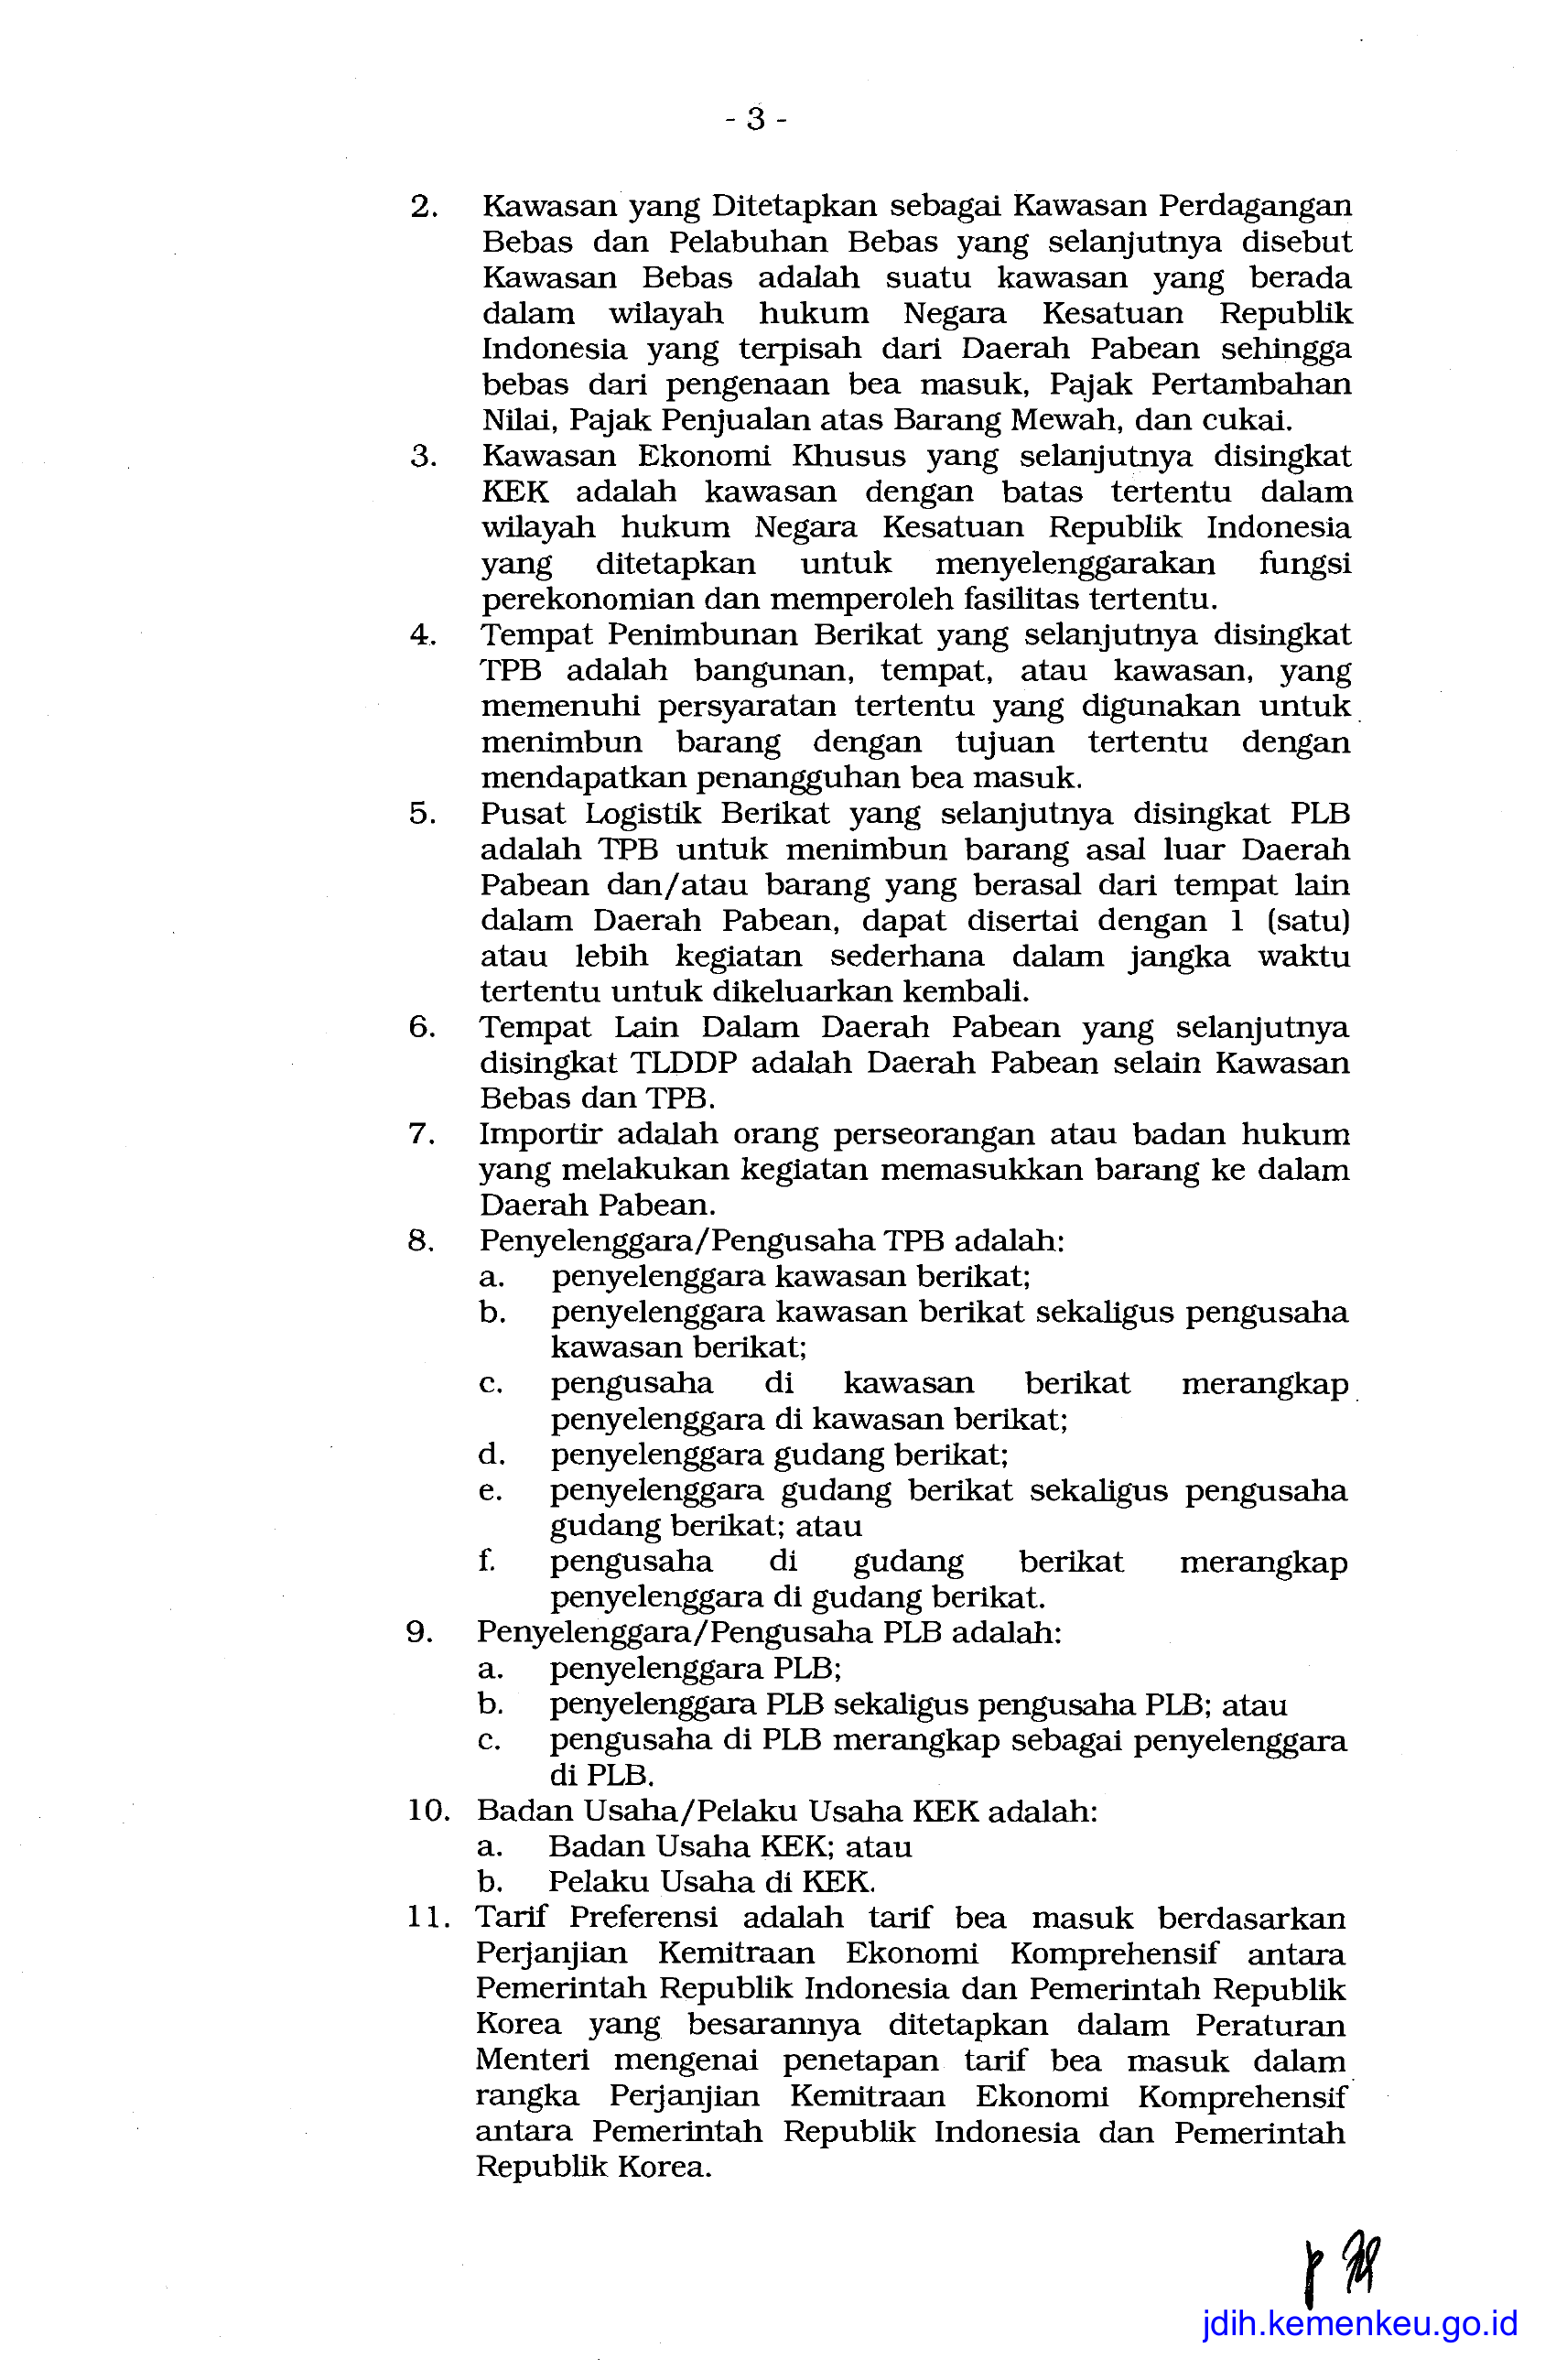 - 3 -
2. Kawasan yang Ditetapkan sebagai Kawasan Perdagangan
Bebas dan Pelabuhan Bebas yang selanjutnya disebut
Kawasan Bebas adalah suatu kawasan yang berada
dalam wilayah hukum Negara Kesatuan Republik
Indonesia yang terpisah dari Daerah Pabean sehingga
bebas dari pengenaan bea masuk, Pajak Pertambahan
Nilai, Pajak Penjualan atas Barang Mewah, dan cukai.
3. Kawasan Ekonomi Khusus yang selanjutnya disingkat
KEK adalah kawasan dengan batas tertentu dalam
wilayah hukum Negara Kesatuan Republik Indonesia
yang ditetapkan untuk menyelenggarakan fungsi
perekonomian dan memperoleh fasilitas tertentu.
4. Tempat Penimbunan Berikat yang selanjutnya disingkat
TPB adalah bangunan, tempat, atau kawasan, yang
memenuhi persyaratan tertentu yang digunakan untuk
menimbun barang dengan tujuan tertentu dengan
mendapatkan penangguhan bea masuk.
5. Pusat Logistik Berikat yang selanjutnya disingkat PLB
adalah TPB untuk menimbun barang asal luar Daerah
Pabean dan/atau barang yang berasal dari tempat lain
dalam Daerah Pabean, dapat disertai dengan 1 (satu)
atau lebih kegiatan sederhana dalam jangka waktu
tertentu untuk dikeluarkan kembali.
6. Tempat Lain Dalam Daerah Pabean yang selanjutnya
disingkat TLDDP adalah Daerah Pabean selain Kawasan
Bebas dan TPB.
7. Importir adalah orang perseorangan atau badan hukum
yang melakukan kegiatan memasukkan barang ke dalam
Daerah Pabean.
8. Penyelenggara/Pengusaha TPB adalah:
a. penyelenggara kawasan berikat;
b. penyelenggara kawasan berikat sekaligus pengusaha
kawasan berikat;
c. pengusaha di kawasan berikat merangkap
penyelenggara di kawasan berikat;
d. penyelenggara gudang berikat;
e. penyelenggara gudang berikat sekaligus pengusaha
gudang berikat; atau
f. pengusaha di gudang berikat merangkap
penyelenggara di gudang berikat.
9. Penyelenggara/Pengusaha PLB adalah:
a. penyelenggara PLB;
b. penyelenggara PLB sekaligus pengusaha PLB; atau
c. pengusaha di PLB merangkap sebagai penyelenggara
di PLB.
10. Badan Usaha/Pelaku Usaha KEK adalah:
a. Badan Usaha KEK; atau
b. Pelaku Usaha di KEK.
11. Tarif Preferensi adalah tarif bea masuk berdasarkan
Perjanjian Kemitraan Ekonomi Komprehensif antara
Pemerintah Republik Indonesia dan Pemerintah Republik
Korea yang besarannya ditetapkan dalam Peraturan
Menteri mengenai penetapan tarif bea masuk dalam
rangka Perjanjian Kemitraan Ekonomi Komprehensif
antara Pemerintah Republik Indonesia dan Pemerintah
Republik Korea.
jdih.kemenkeu.go.id